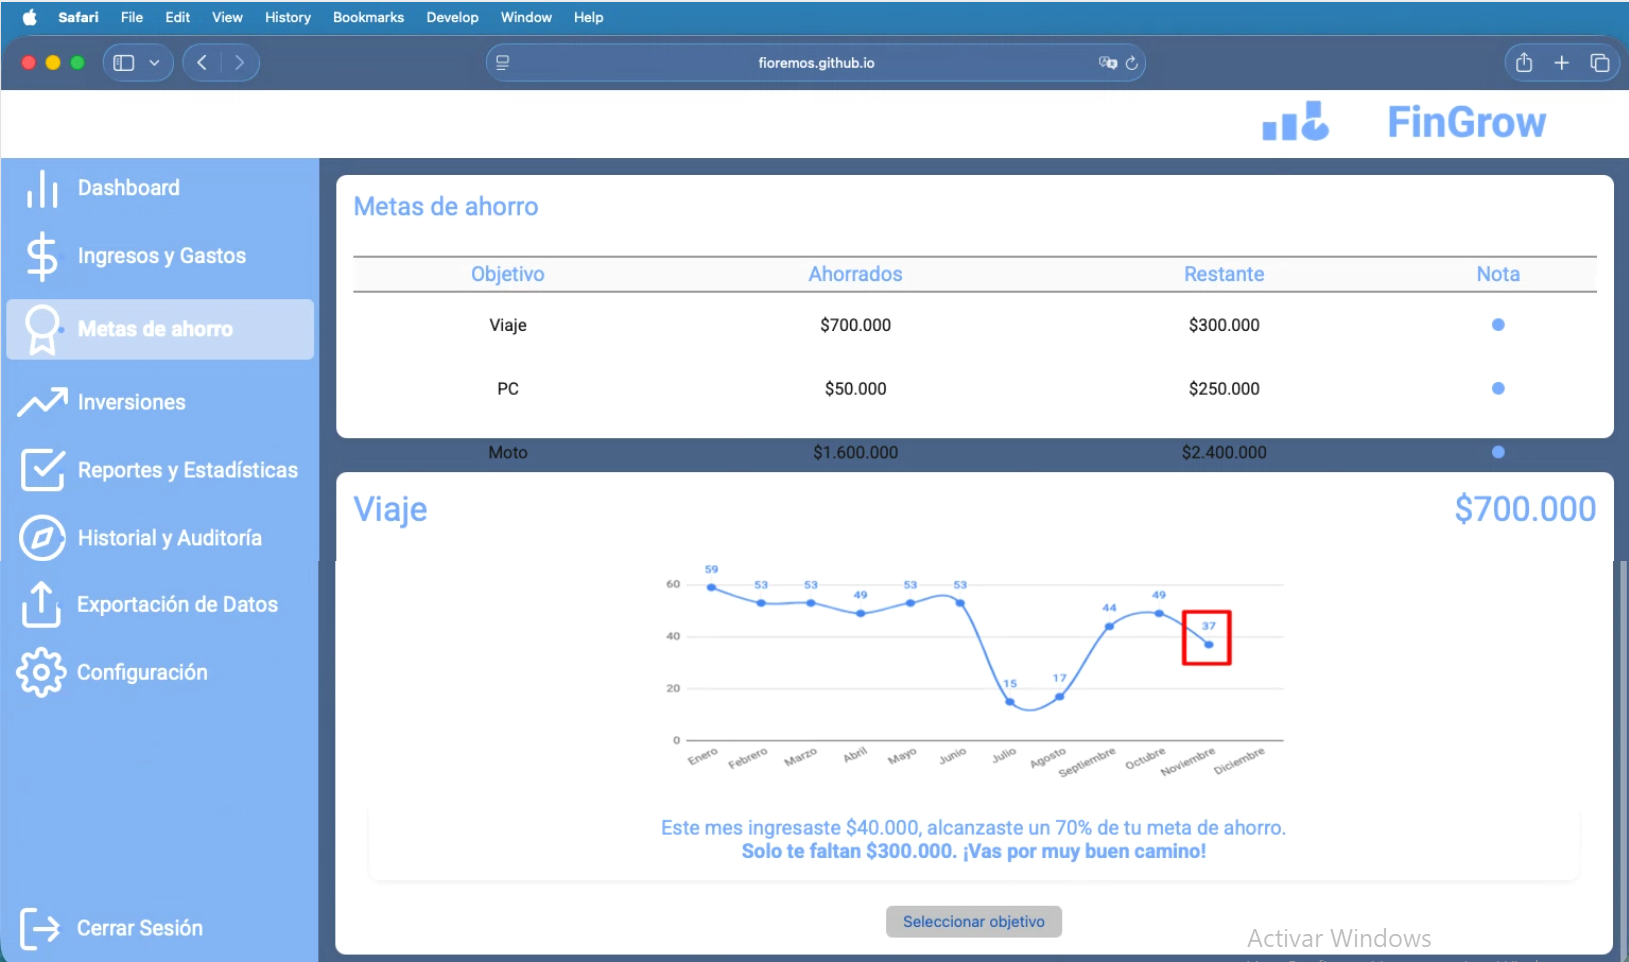 Safari File Edit View History Bookmarks Develop Window Help
fioremos.github.io
FinGrow
Dashboard
Ingresos y Gastos
Metas de ahorro
Inversiones
Reportes y Estadísticas
Historial y Auditoría
Exportación de Datos
Configuración
Cerrar Sesión
Metas de ahorro
Objetivo Ahorrados Restante Nota
Viaje $700.000 $300.000
PC $50.000 $250.000
Moto $1.600.000 $2.400.000
Viaje $700.000
59 53 53 49 53 53 15 17 44 49 37
60
40
20
0
Enero Febrero Marzo Abril Mayo Junio Julio Agosto Septiembre Octubre Noviembre Diciembre
Este mes ingresaste $40.000, alcanzaste un 70% de tu meta de ahorro.
Solo te faltan $300.000. ¡Vas por muy buen camino!
Seleccionar objetivo
Activar Windows